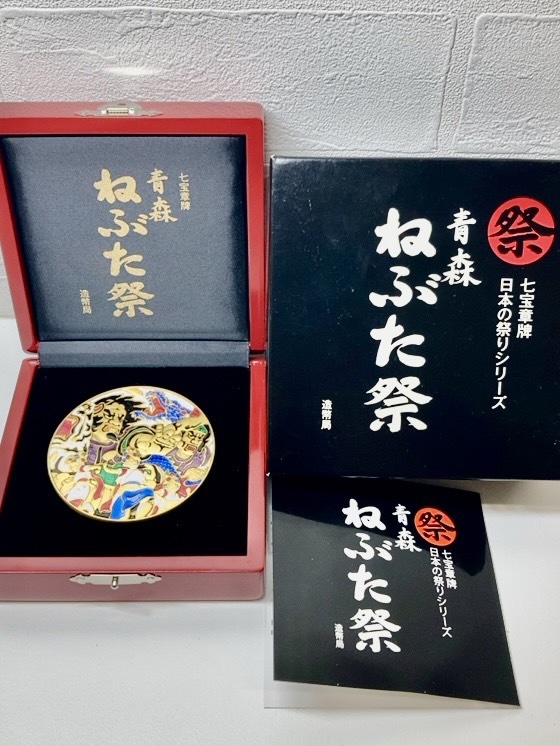 七宝章牌
青森
ねぶた祭
造幣局
祭
七宝章牌
日本の祭りシリーズ
青森
ねぶた祭
造幣局
祭
七宝章牌
日本の祭りシリーズ
青森
ねぶた祭
造幣局